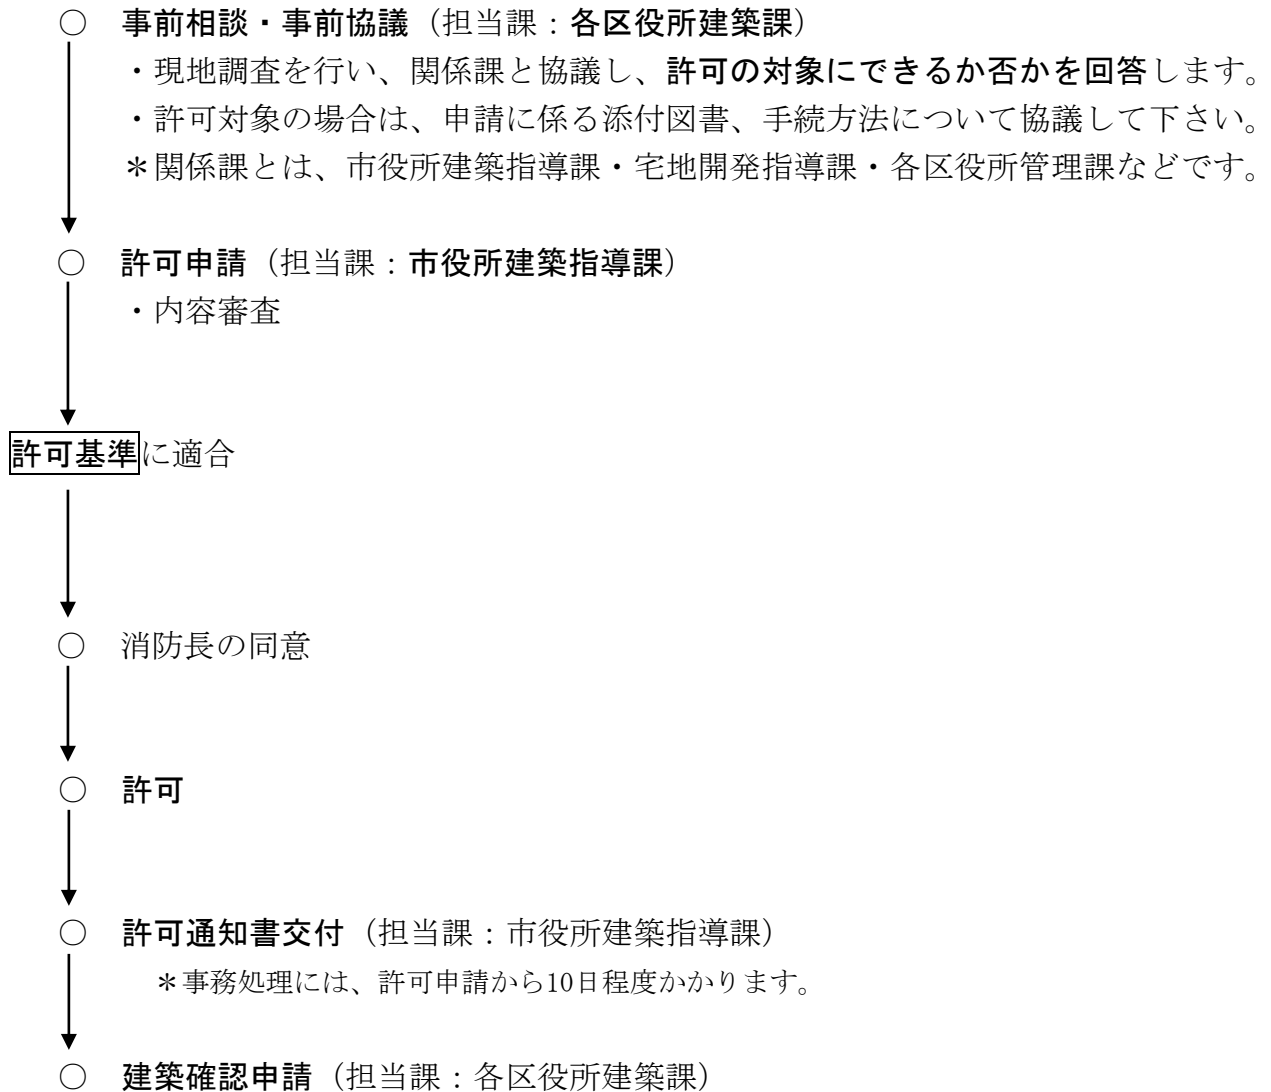 ○ 事前相談・事前協議（担当課：各区役所建築課）
・現地調査を行い、関係課と協議し、許可の対象にできるか否かを回答します。
・許可対象の場合は、申請に係る添付図書、手続方法について協議して下さい。
＊関係課とは、市役所建築指導課・宅地開発指導課・各区役所管理課などです。
○ 許可申請（担当課：市役所建築指導課）
・内容審査
許可基準に適合
○ 消防長の同意
○ 許可
○ 許可通知書交付（担当課：市役所建築指導課）
＊事務処理には、許可申請から10日程度かかります。
○ 建築確認申請（担当課：各区役所建築課）